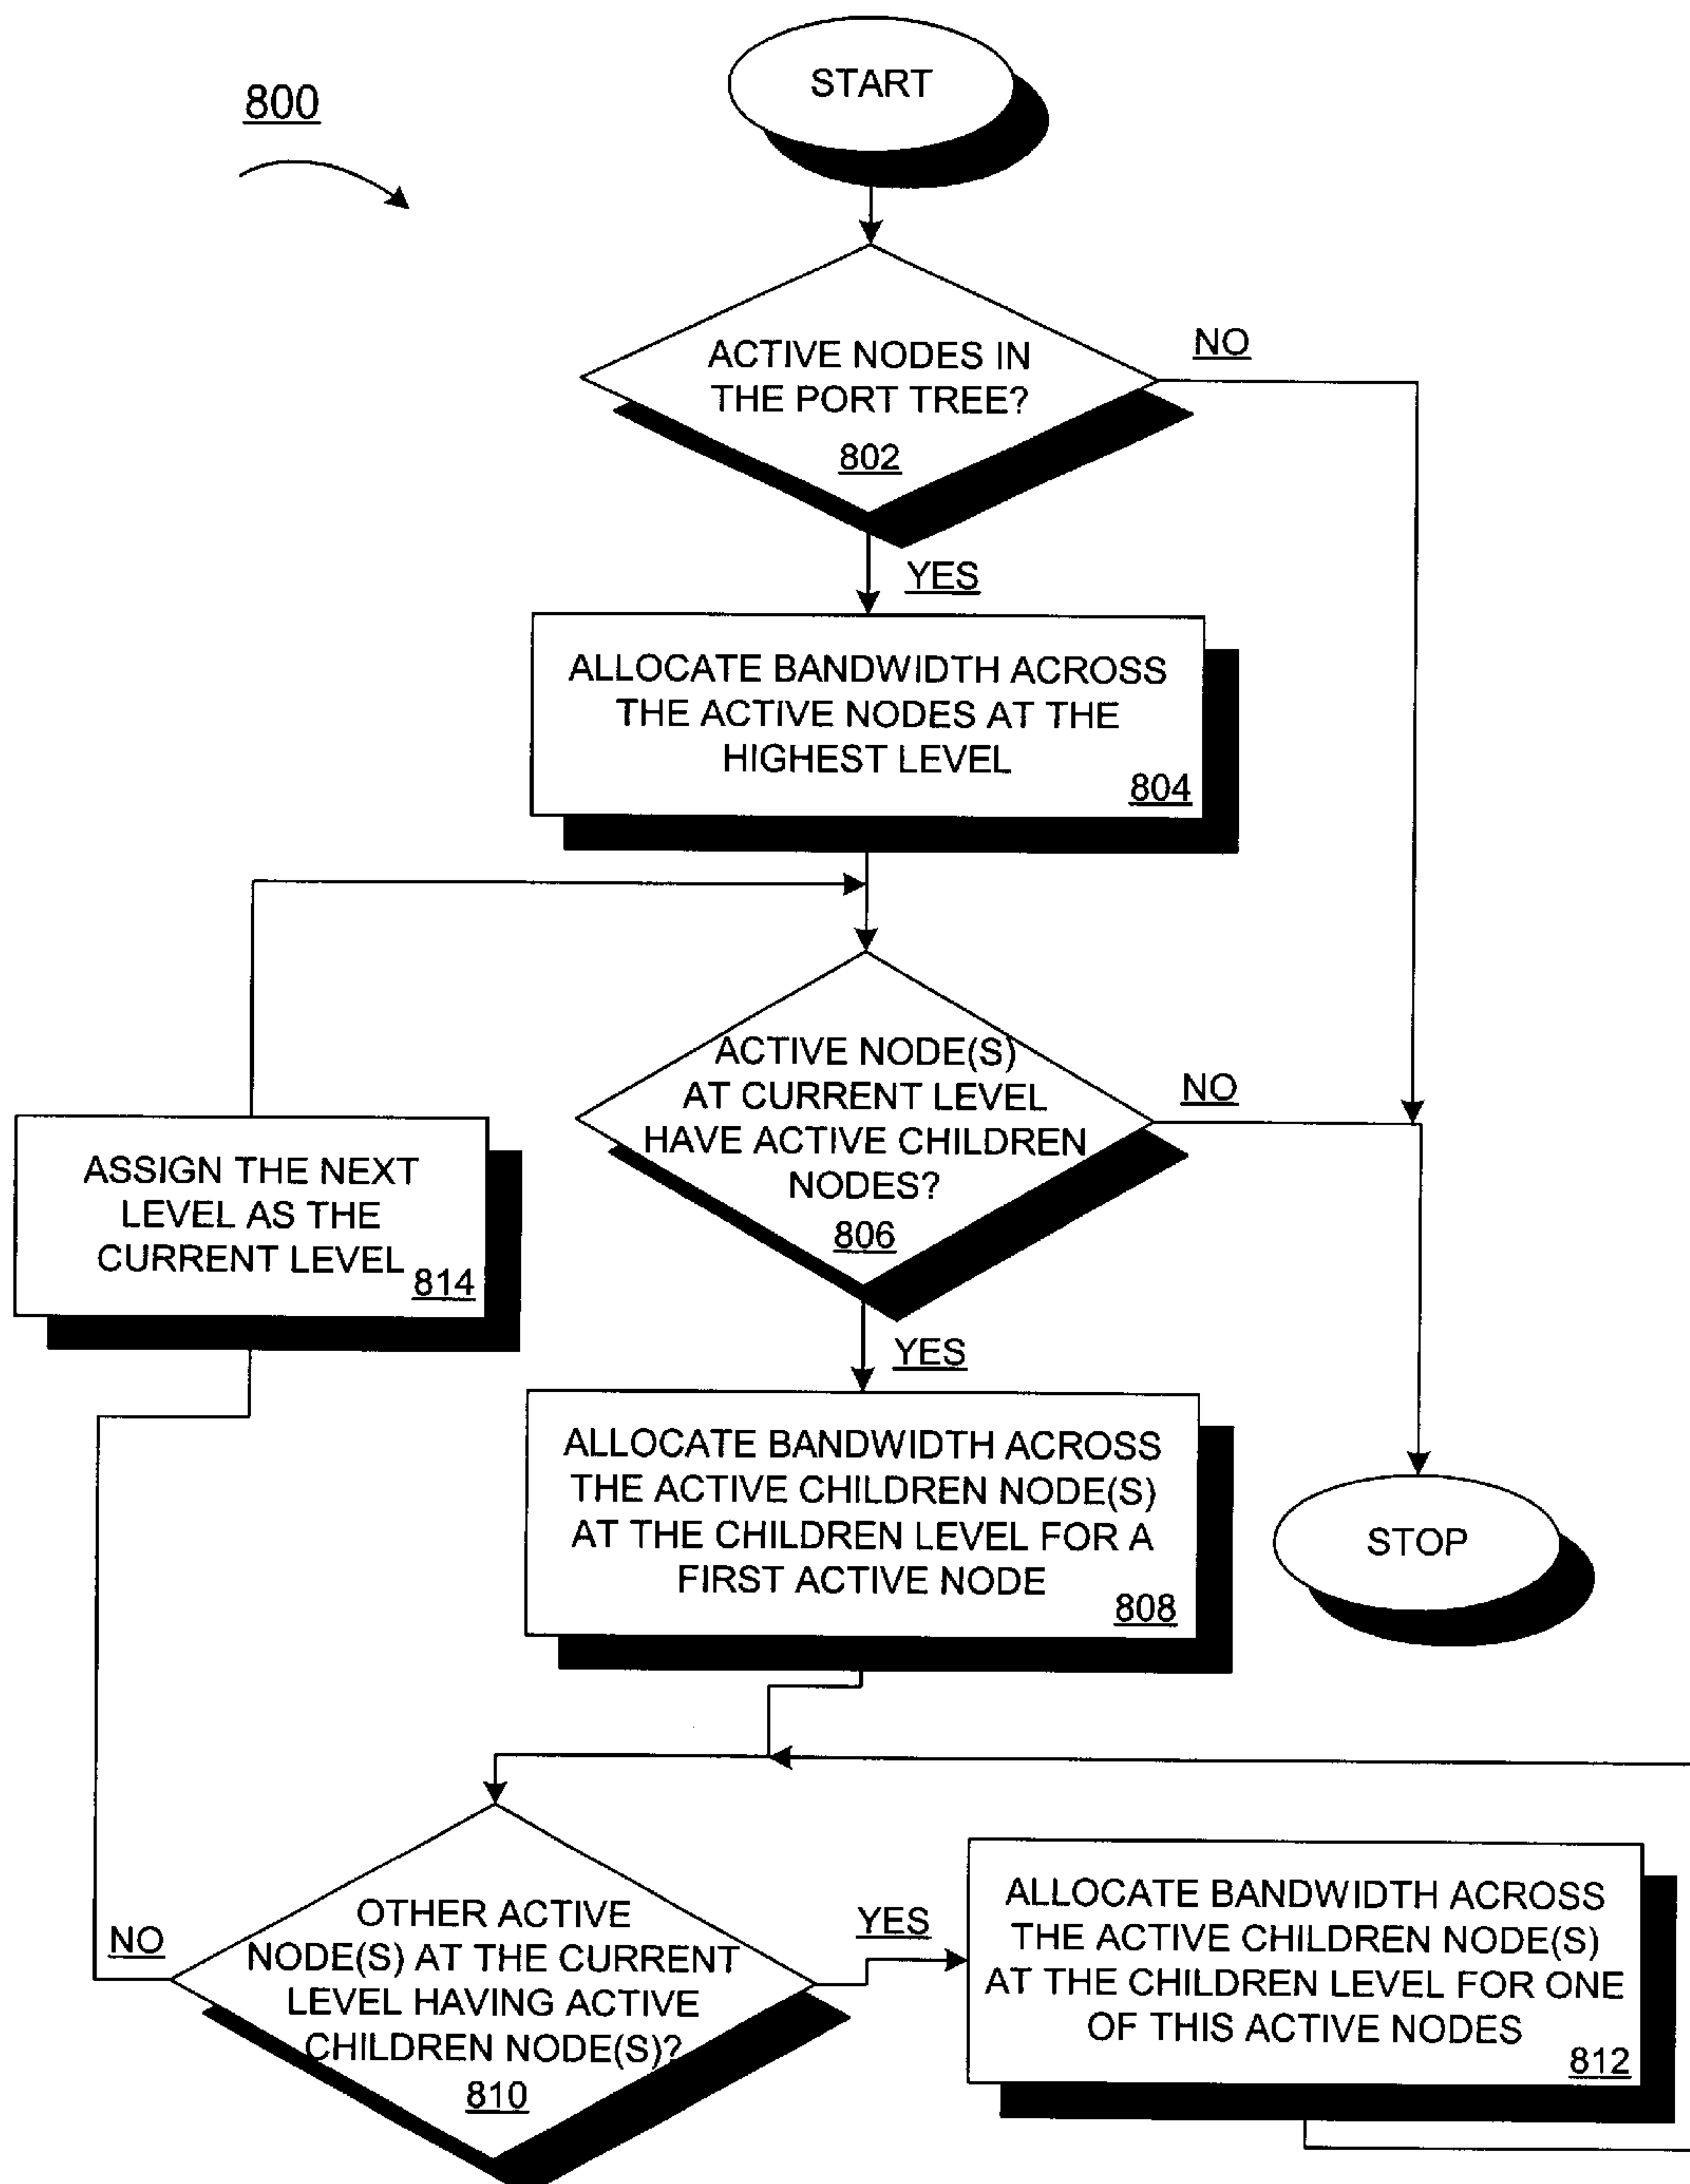 800
START
ACTIVE NODES IN
THE PORT TREE?
802
NO
YES
ALLOCATE BANDWIDTH ACROSS
THE ACTIVE NODES AT THE
HIGHEST LEVEL
804
ACTIVE NODE(S)
AT CURRENT LEVEL
HAVE ACTIVE CHILDREN
NODES?
806
NO
ASSIGN THE NEXT
LEVEL AS THE
CURRENT LEVEL
814
YES
ALLOCATE BANDWIDTH ACROSS
THE ACTIVE CHILDREN NODE(S)
AT THE CHILDREN LEVEL FOR A
FIRST ACTIVE NODE
808
STOP
OTHER ACTIVE
NODE(S) AT THE CURRENT
LEVEL HAVING ACTIVE
CHILDREN NODE(S)?
810
NO
YES
ALLOCATE BANDWIDTH ACROSS
THE ACTIVE CHILDREN NODE(S)
AT THE CHILDREN LEVEL FOR ONE
OF THIS ACTIVE NODES
812